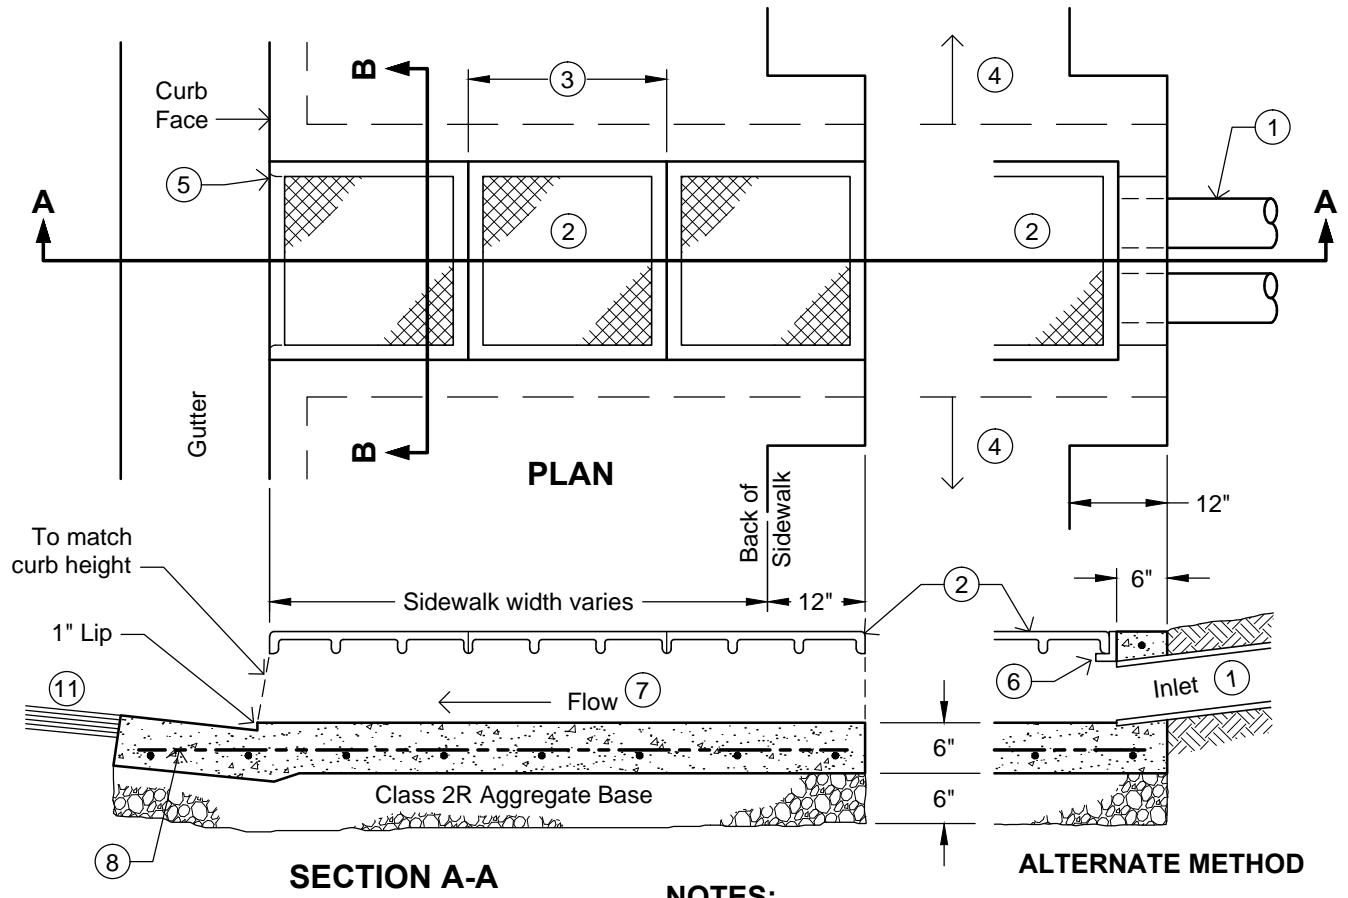 B
3
4
Curb
Face
1
5
A
2
2
A
Gutter
B
4
PLAN
Back of
Sidewalk
12"
To match
curb height
6"
2
Sidewalk width varies
12"
1" Lip
11
Flow
7
6
Inlet
1
6"
Class 2R Aggregate Base
6"
8
SECTION A-A
ALTERNATE METHOD
NOTES: